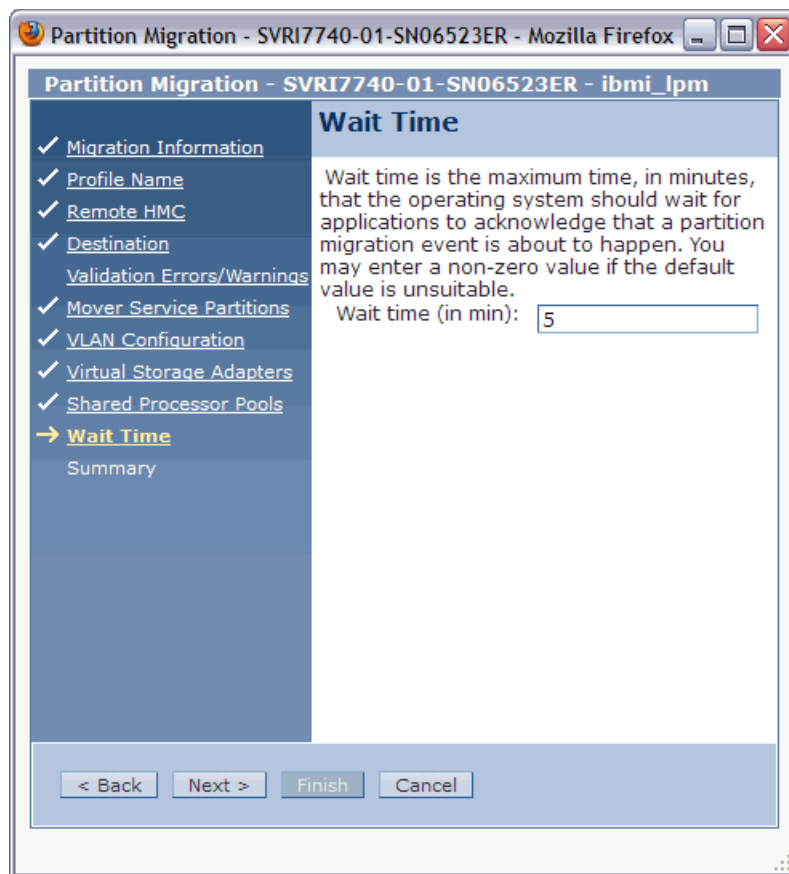 Partition Migration - SVRI7740-01-SN06523ER - Mozilla Firefox
Partition Migration - SVRI7740-01-SN06523ER - ibmi_lpm
Migration Information
Profile Name
Remote HMC
Destination
Validation Errors/Warnings
Mover Service Partitions
VLAN Configuration
Virtual Storage Adapters
Shared Processor Pools
Wait Time
Summary
Wait Time
Wait time is the maximum time, in minutes,
that the operating system should wait for
applications to acknowledge that a partition
migration event is about to happen. You
may enter a non-zero value if the default
value is unsuitable.
Wait time (in min): 5
< Back Next > Finish Cancel